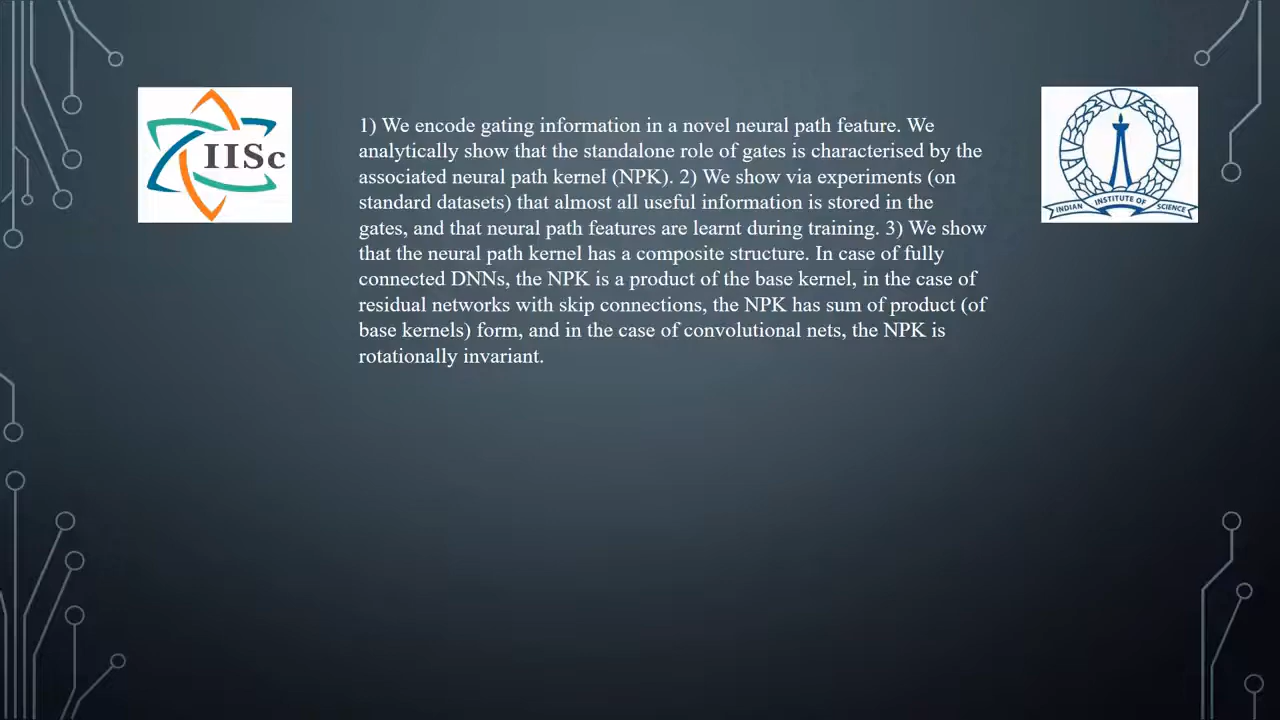 IISc
1) We encode gating information in a novel neural path feature. We
analytically show that the standalone role of gates is characterised by the
associated neural path kernel (NPK). 2) We show via experiments (on
standard datasets) that almost all useful information is stored in the
gates, and that neural path features are learnt during training. 3) We show
that the neural path kernel has a composite structure. In case of fully
connected DNNs, the NPK is a product of the base kernel, in the case of
residual networks with skip connections, the NPK has sum of product (of
base kernels) form, and in the case of convolutional nets, the NPK is
rotationally invariant.
INDIAN INSTITUTE OF SCIENCE